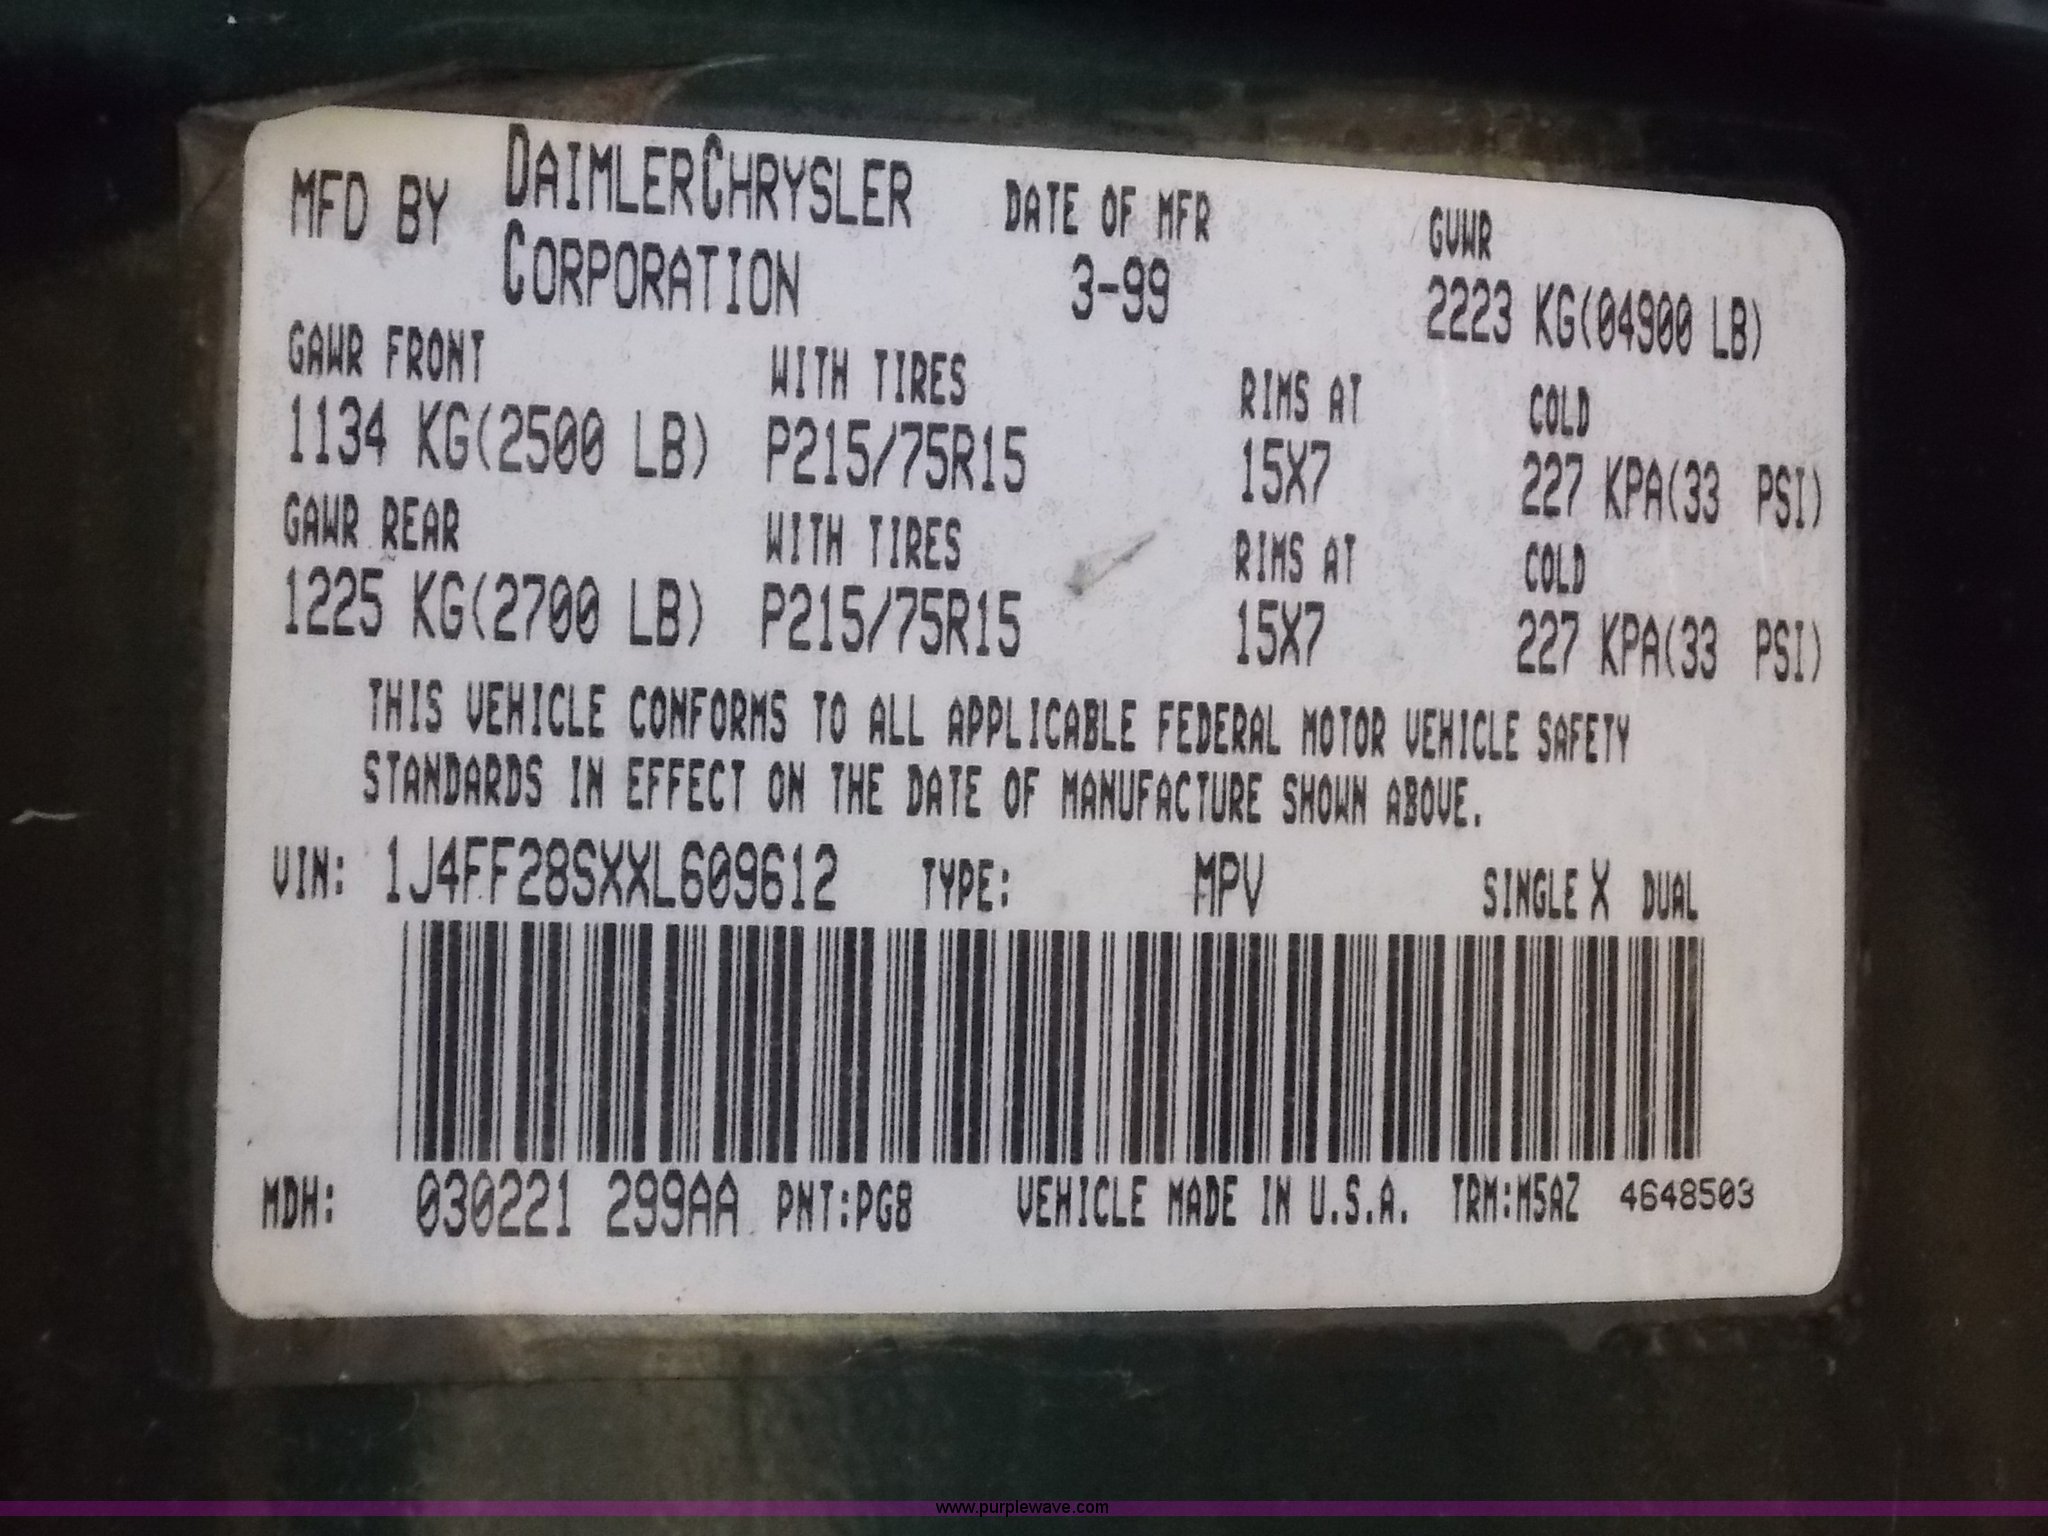 MFD BY DAIMLERCHRYSLER CORPORATION DATE OF MFR 3-99 GVWR 2223 KG(04900 LB)
GAWR FRONT WITH TIRES RIMS AT COLD
1134 KG(2500 LB) P215/75R15 15X7 227 KPA(33 PSI)
GAWR REAR WITH TIRES RIMS AT COLD
1225 KG(2700 LB) P215/75R15 15X7 227 KPA(33 PSI)
THIS VEHICLE CONFORMS TO ALL APPLICABLE FEDERAL MOTOR VEHICLE SAFETY
STANDARDS IN EFFECT ON THE DATE OF MANUFACTURE SHOWN ABOVE.
VIN: 1J4FF28SXXL609612 TYPE: MPV SINGLE X DUAL
MDH: 030221 299AA PNT:PG8 VEHICLE MADE IN U.S.A. TRM:M5AZ 4648503
www.purplewave.com